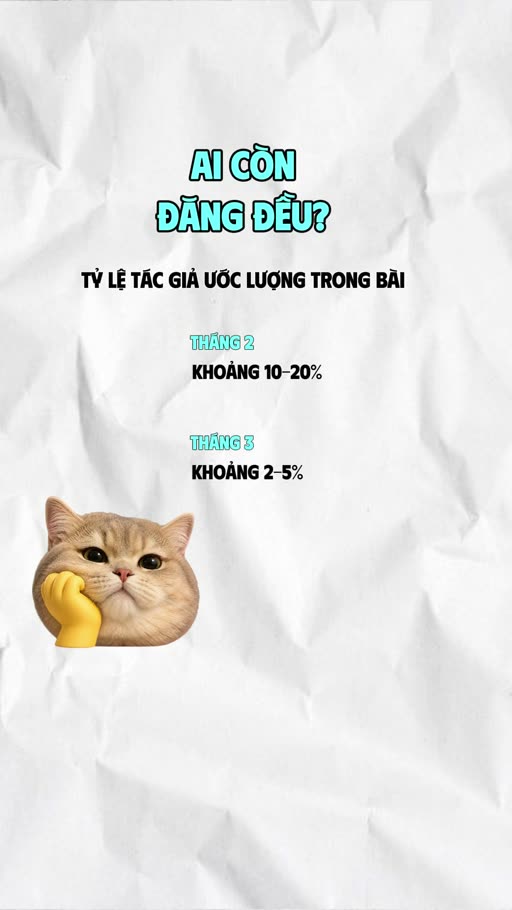 AI CÒN
ĐĂNG ĐỀU?
TỶ LỆ TÁC GIẢ ƯỚC LƯỢNG TRONG BÀI
THÁNG 2
KHOẢNG 10-20%
THÁNG 3
KHOẢNG 2-5%